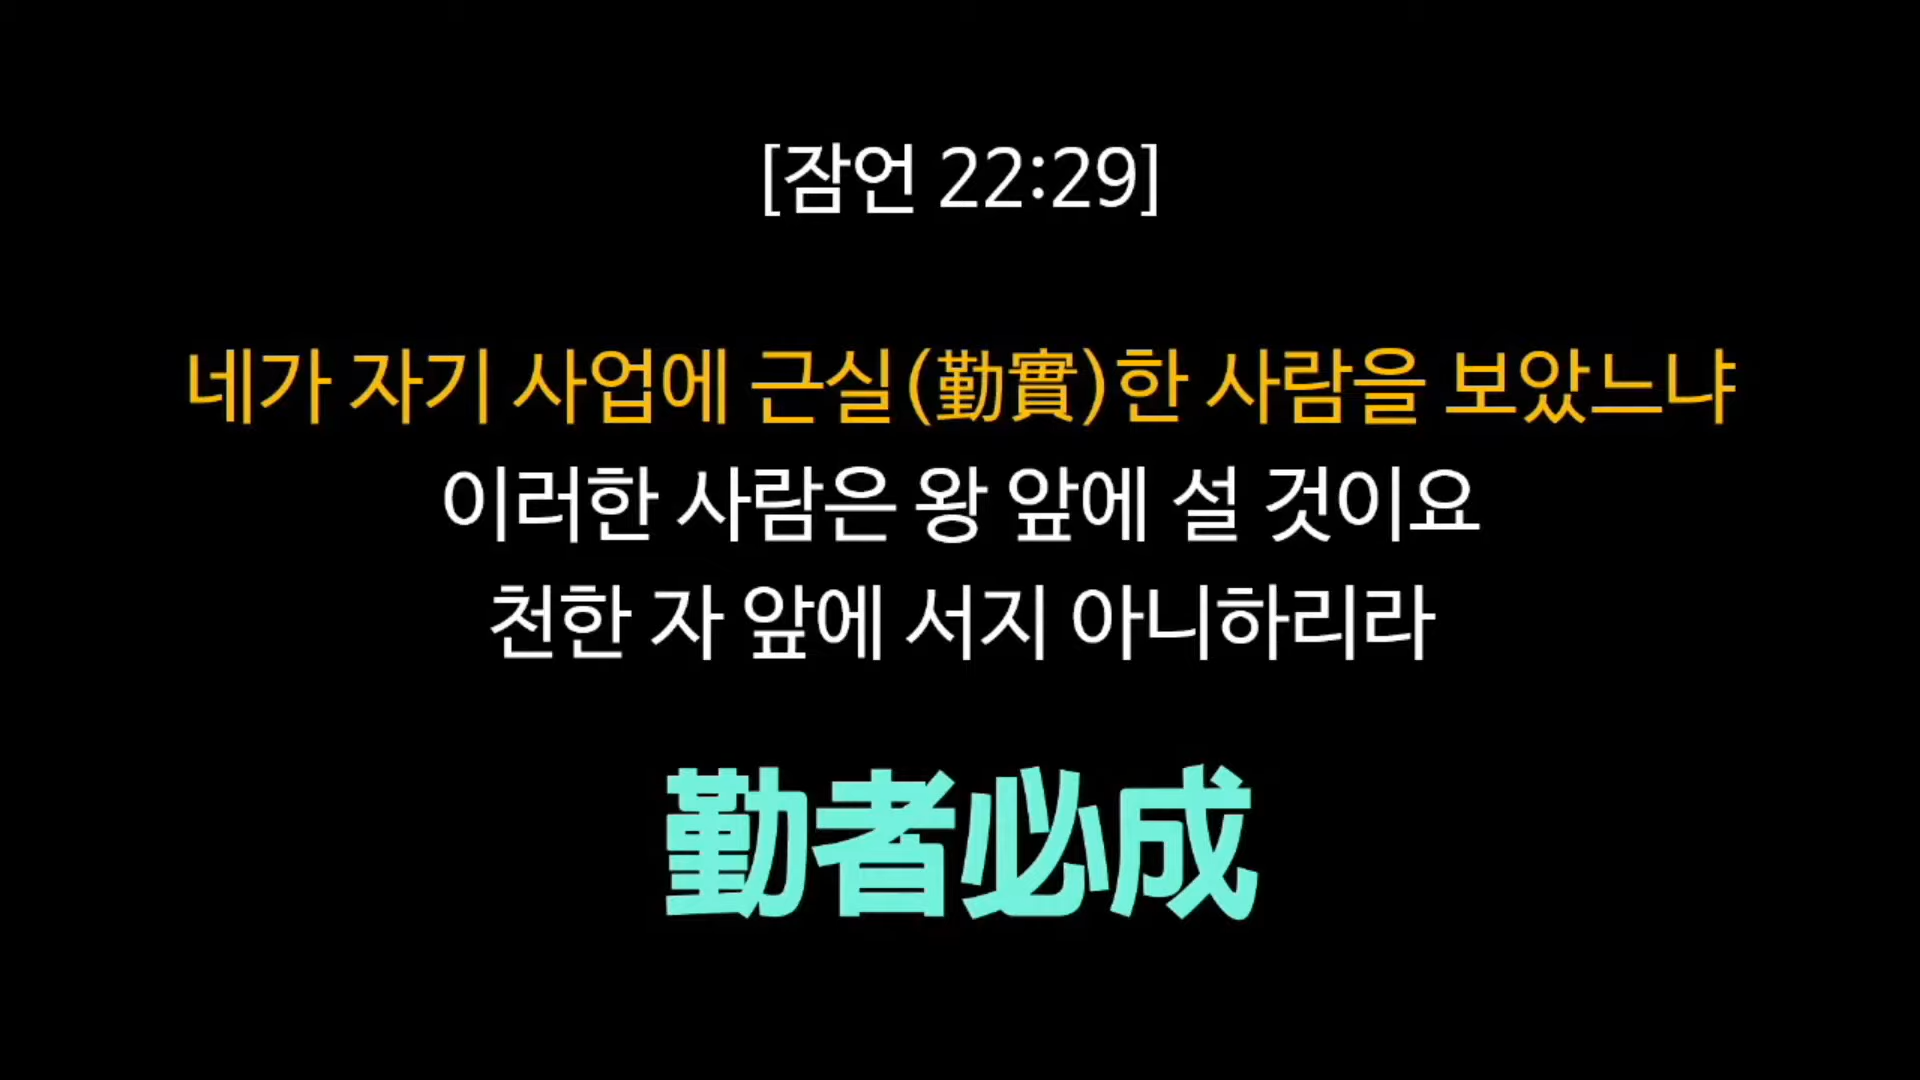 [잠언 22:29]
네가 자기 사업에 근실(勤實)한 사람을 보았느냐
이러한 사람은 왕 앞에 설 것이요
천한 자 앞에 서지 아니하리라
勤者必成